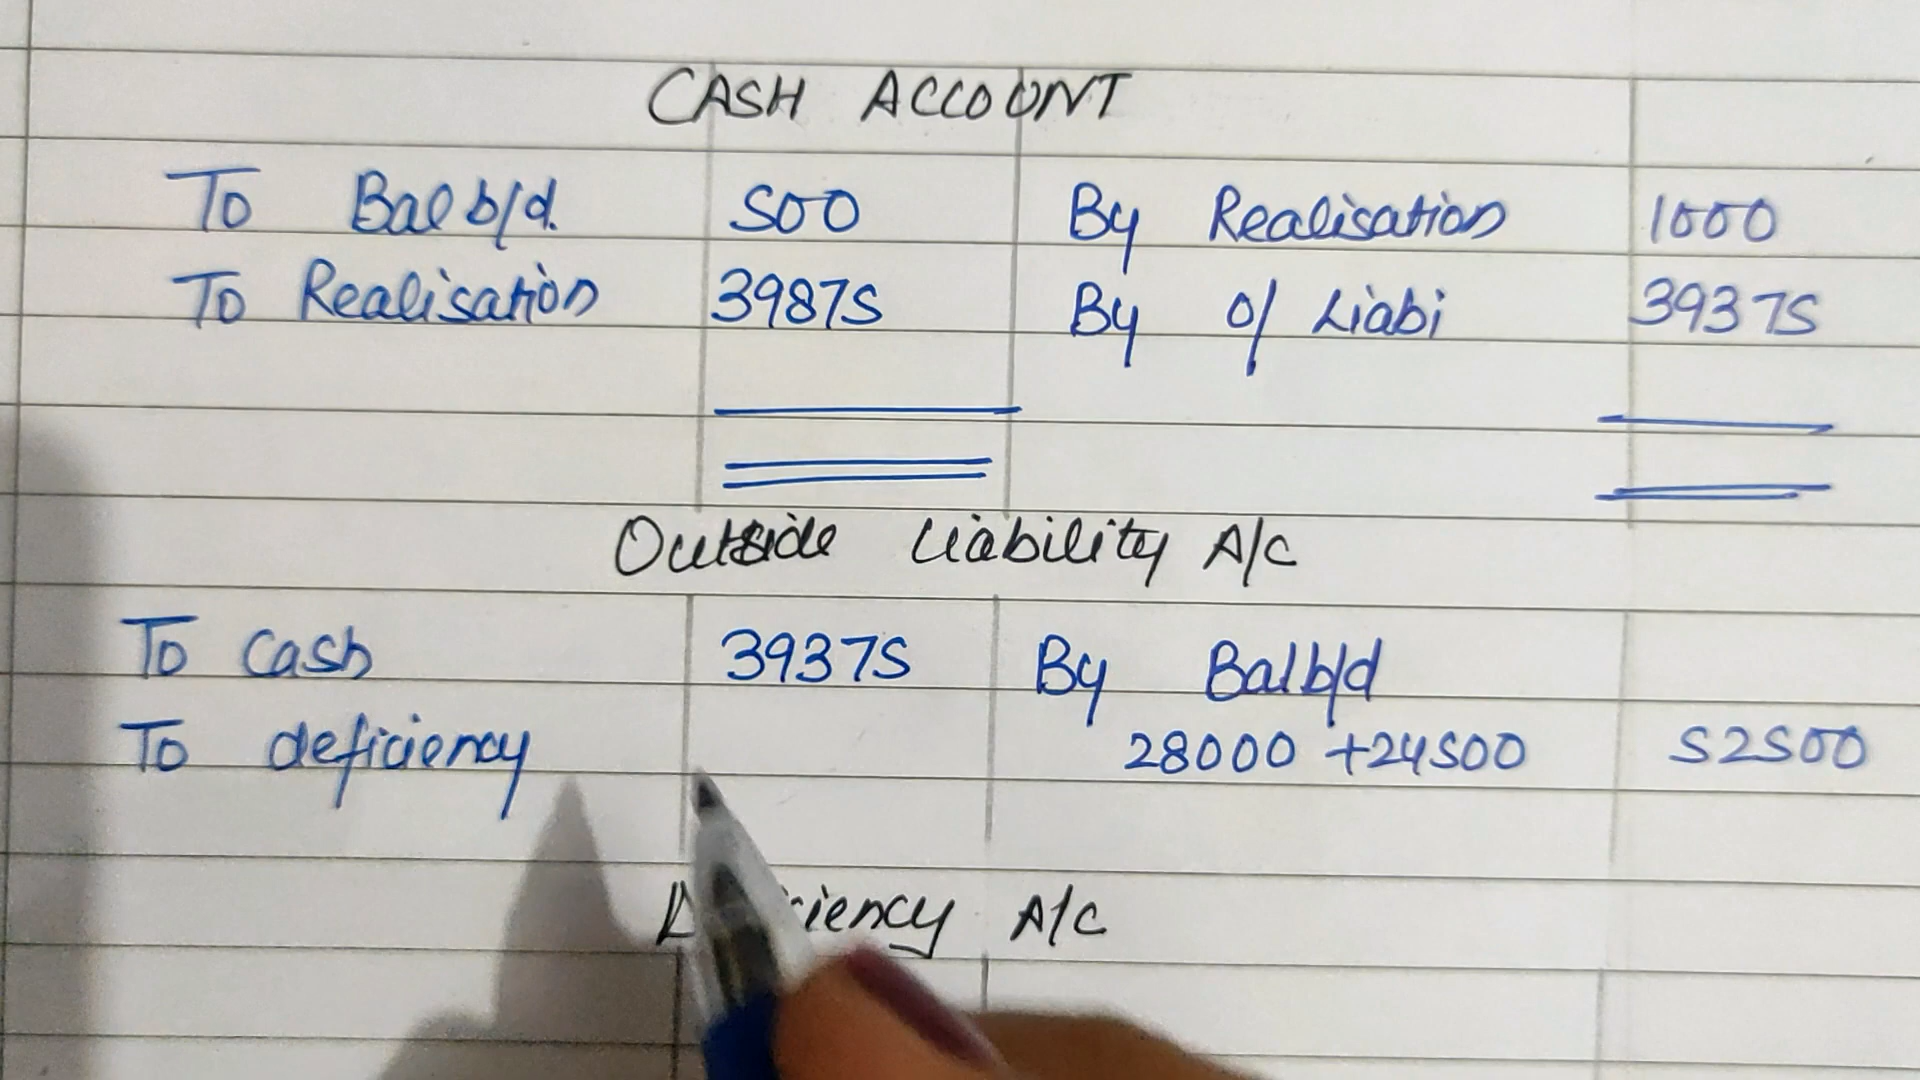 CASH ACCOUNT
To Bal b/d. 500 By Realisation 1000
To Realisation 39875 By o/ Liabi 39375
Outside Liability A/C
To Cash 39375 By Bal b/d
To deficiency 28000 + 24500 52500
A/C